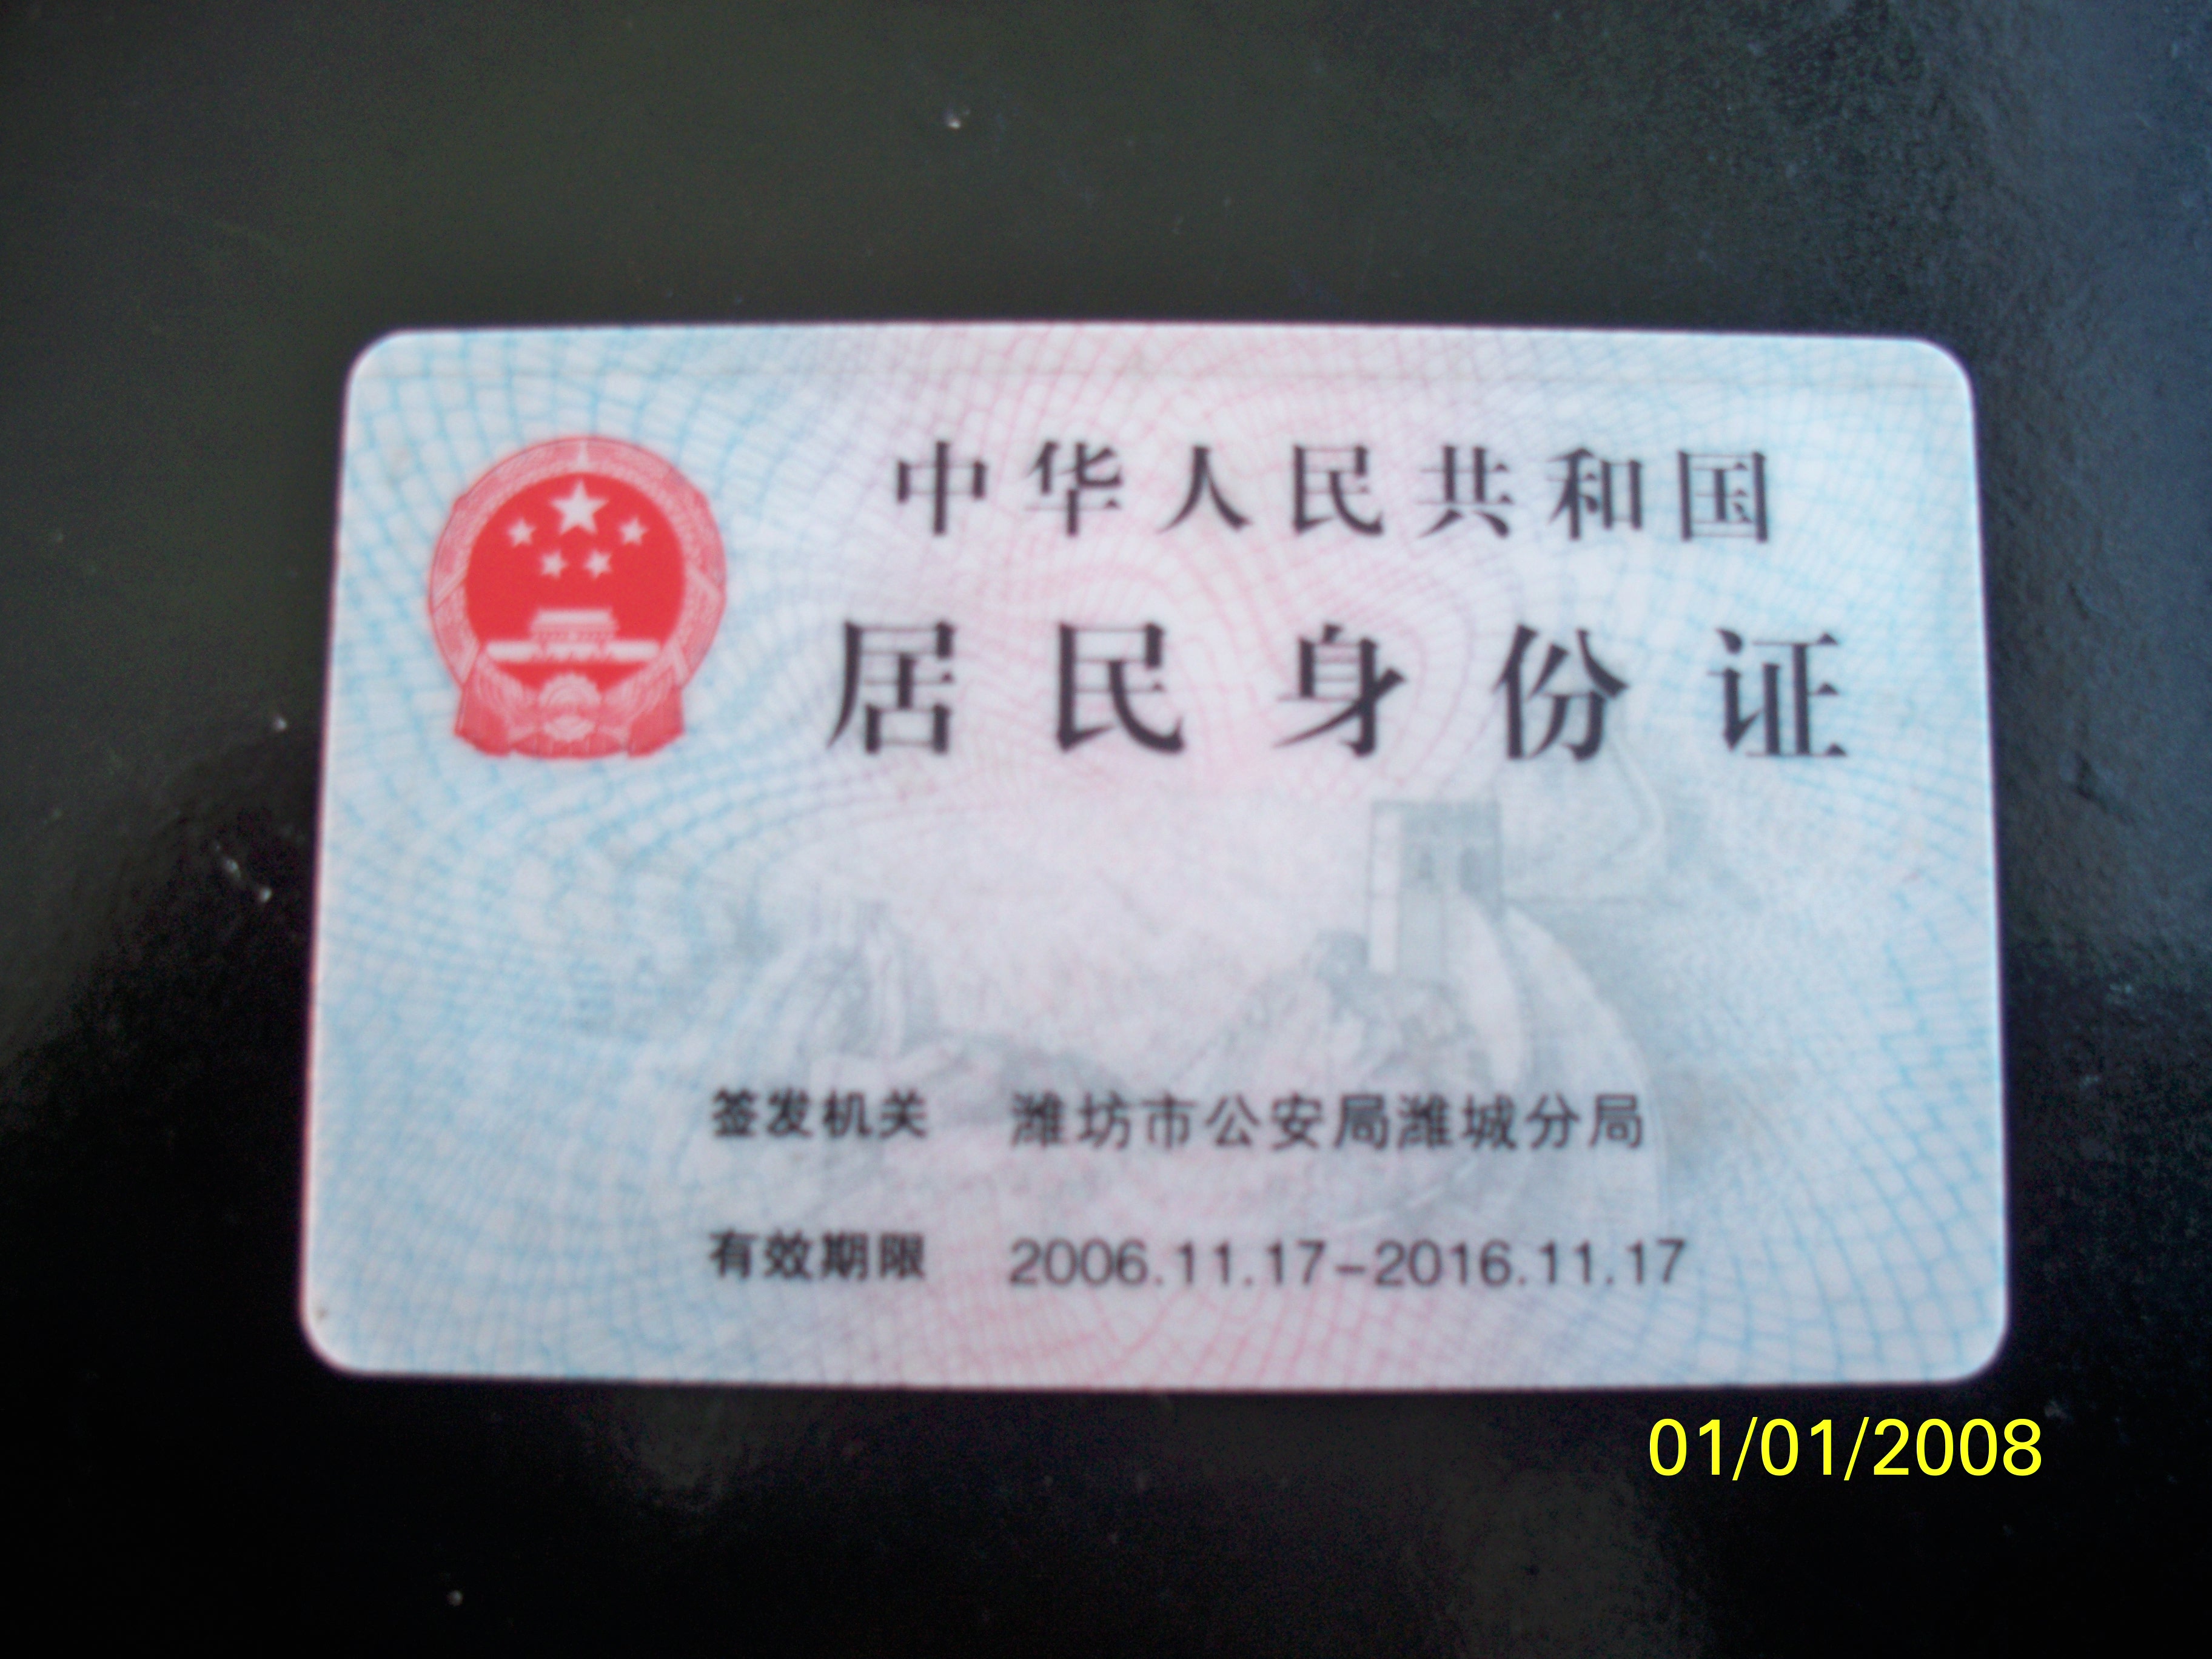 中华人民共和国
居民身份证
签发机关 潍坊市公安局潍城分局
有效期限 2006.11.17-2016.11.17
01/01/2008